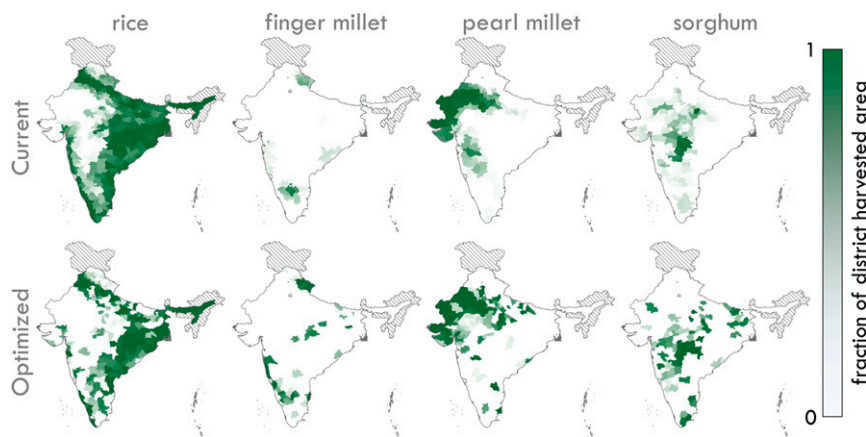 rice
finger millet
pearl millet
sorghum
Current
Optimized
1
0
fraction of district harvested area